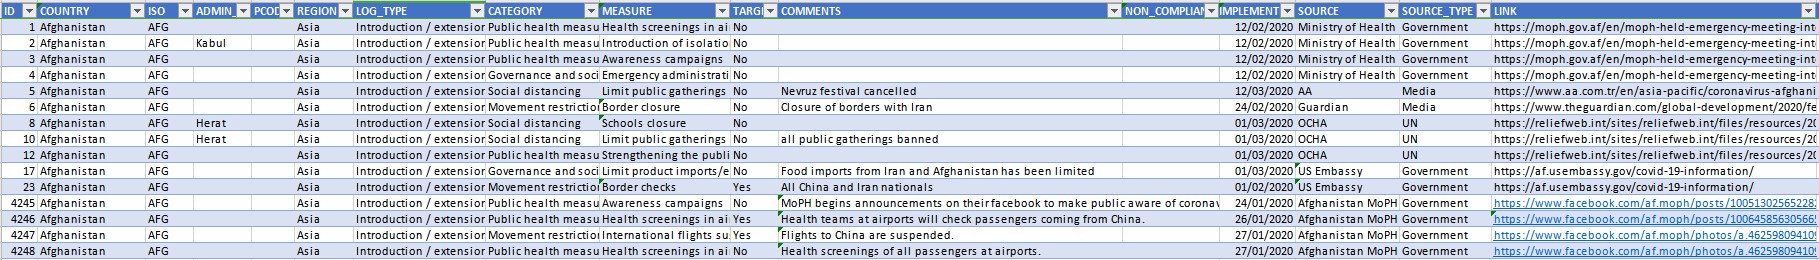 ID COUNTRY ISO ADMIN_ PCOD REGION LOG_TYPE CATEGORY MEASURE TARGE COMMENTS NON_COMPLIAN IMPLEMENT SOURCE SOURCE_TYPE LINK
1 Afghanistan AFG Asia Introduction / extension Public health measu Health screenings in ai No 12/02/2020 Ministry of Health Government https://moph.gov.af/en/moph-held-emergency-meeting-inte
2 Afghanistan AFG Kabul Asia Introduction / extension Public health measu Introduction of isolatio No 12/02/2020 Ministry of Health Government https://moph.gov.af/en/moph-held-emergency-meeting-inte
3 Afghanistan AFG Asia Introduction / extension Public health measu Awareness campaigns No 12/02/2020 Ministry of Health Government https://moph.gov.af/en/moph-held-emergency-meeting-inte
4 Afghanistan AFG Asia Introduction / extension Governance and soci Emergency administrati No 12/02/2020 Ministry of Health Government https://moph.gov.af/en/moph-held-emergency-meeting-inte
5 Afghanistan AFG Asia Introduction / extension Social distancing Limit public gatherings No Nevruz festival cancelled 12/03/2020 AA Media https://www.aa.com.tr/en/asia-pacific/coronavirus-afghani
6 Afghanistan AFG Asia Introduction / extension Movement restriction Border closure No Closure of borders with Iran 24/02/2020 Guardian Media https://www.theguardian.com/global-development/2020/fe
8 Afghanistan AFG Herat Asia Introduction / extension Social distancing Schools closure No 01/03/2020 OCHA UN https://reliefweb.int/sites/reliefweb.int/files/resources/20
10 Afghanistan AFG Herat Asia Introduction / extension Social distancing Limit public gatherings No all public gatherings banned 01/03/2020 OCHA UN https://reliefweb.int/sites/reliefweb.int/files/resources/20
12 Afghanistan AFG Asia Introduction / extension Public health measu Strengthening the publi No 01/03/2020 OCHA UN https://reliefweb.int/sites/reliefweb.int/files/resources/20
17 Afghanistan AFG Asia Introduction / extension Governance and soci Limit product imports/e No Food imports from Iran and Afghanistan has been limited 01/03/2020 US Embassy Government https://af.usembassy.gov/covid-19-information/
23 Afghanistan AFG Asia Introduction / extension Movement restriction Border checks Yes All China and Iran nationals 01/02/2020 US Embassy Government https://af.usembassy.gov/covid-19-information/
4245 Afghanistan AFG Asia Introduction / extension Public health measu Awareness campaigns No MoPH begins announcements on their facebook to make public aware of coronav 24/01/2020 Afghanistan MoPH Government https://www.facebook.com/af.moph/posts/10051302565228
4246 Afghanistan AFG Asia Introduction / extension Public health measu Health screenings in ai Yes Health teams at airports will check passengers coming from China. 26/01/2020 Afghanistan MoPH Government https://www.facebook.com/af.moph/posts/10064585630566
4247 Afghanistan AFG Asia Introduction / extension Movement restriction International flights su Yes Flights to China are suspended. 27/01/2020 Afghanistan MoPH Government https://www.facebook.com/af.moph/photos/a.46259809410
4248 Afghanistan AFG Asia Introduction / extension Public health measu Health screenings in ai No Health screenings of all passengers at airports. 27/01/2020 Afghanistan MoPH Government https://www.facebook.com/af.moph/photos/a.46259809410